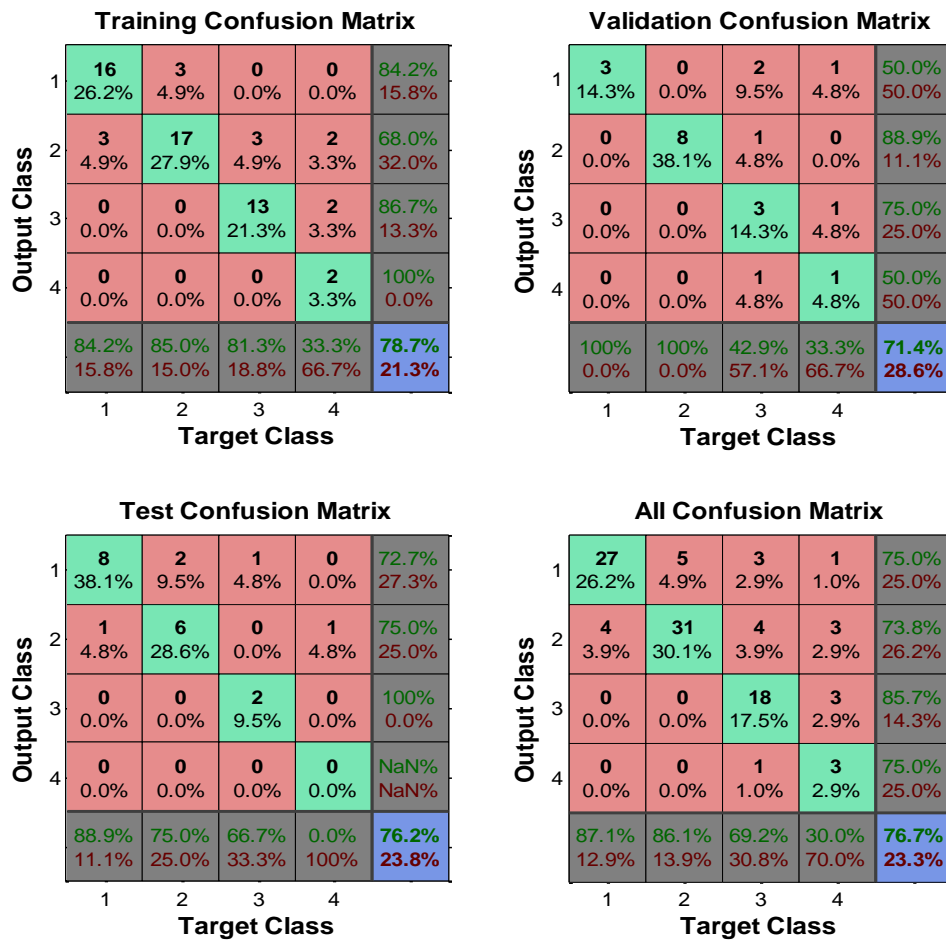 Training Confusion Matrix
1 16 3 0 0 84.2%
26.2% 4.9% 0.0% 0.0% 15.8%
2 3 17 3 2 68.0%
4.9% 27.9% 4.9% 3.3% 32.0%
3 0 0 13 2 86.7%
0.0% 0.0% 21.3% 3.3% 13.3%
4 0 0 0 2 100%
0.0% 0.0% 0.0% 3.3% 0.0%
84.2% 85.0% 81.3% 33.3% 78.7%
15.8% 15.0% 18.8% 66.7% 21.3%
1 2 3 4
Target Class
Output Class
Validation Confusion Matrix
1 3 0 2 1 50.0%
14.3% 0.0% 9.5% 4.8% 50.0%
2 0 8 1 0 88.9%
0.0% 38.1% 4.8% 0.0% 11.1%
3 0 0 3 1 75.0%
0.0% 0.0% 14.3% 4.8% 25.0%
4 0 0 1 1 50.0%
0.0% 0.0% 4.8% 4.8% 50.0%
100% 100% 42.9% 33.3% 71.4%
0.0% 0.0% 57.1% 66.7% 28.6%
1 2 3 4
Target Class
Output Class
Test Confusion Matrix
1 8 2 1 0 72.7%
38.1% 9.5% 4.8% 0.0% 27.3%
2 1 6 0 1 75.0%
4.8% 28.6% 0.0% 4.8% 25.0%
3 0 0 2 0 100%
0.0% 0.0% 9.5% 0.0% 0.0%
4 0 0 0 0 NaN%
0.0% 0.0% 0.0% 0.0% NaN%
88.9% 75.0% 66.7% 0.0% 76.2%
11.1% 25.0% 33.3% 100% 23.8%
1 2 3 4
Target Class
Output Class
All Confusion Matrix
1 27 5 3 1 75.0%
26.2% 4.9% 2.9% 1.0% 25.0%
2 4 31 4 3 73.8%
3.9% 30.1% 3.9% 2.9% 26.2%
3 0 0 18 3 85.7%
0.0% 0.0% 17.5% 2.9% 14.3%
4 0 0 1 3 75.0%
0.0% 0.0% 1.0% 2.9% 25.0%
87.1% 86.1% 69.2% 30.0% 76.7%
12.9% 13.9% 30.8% 70.0% 23.3%
1 2 3 4
Target Class
Output Class